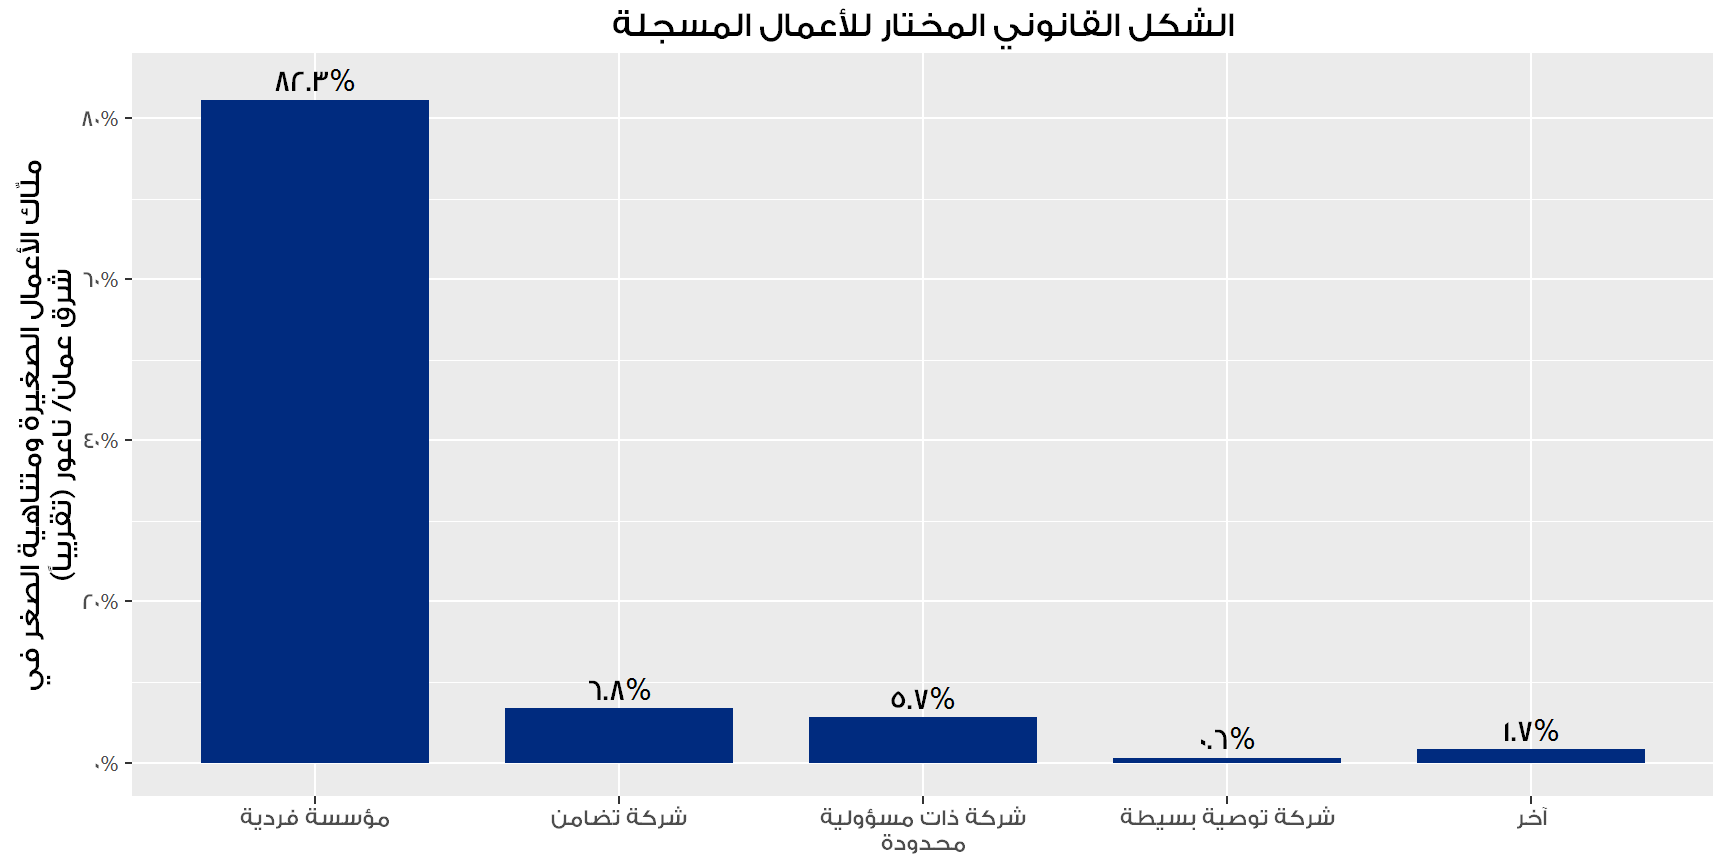 الشكل القانوني المختار للأعمال المسجلة
ملّاك الأعمال الصغيرة ومتناهية الصغر في
شرق عمان/ ناعور (تقريباً)
٨٠%
٦٠%
٤٠%
٢٠%
٠%
٨٢.٣%
٦.٨%
٥.٧%
٠.٦%
١.٧%
مؤسسة فردية
شركة تضامن
شركة ذات مسؤولية
محدودة
شركة توصية بسيطة
آخر